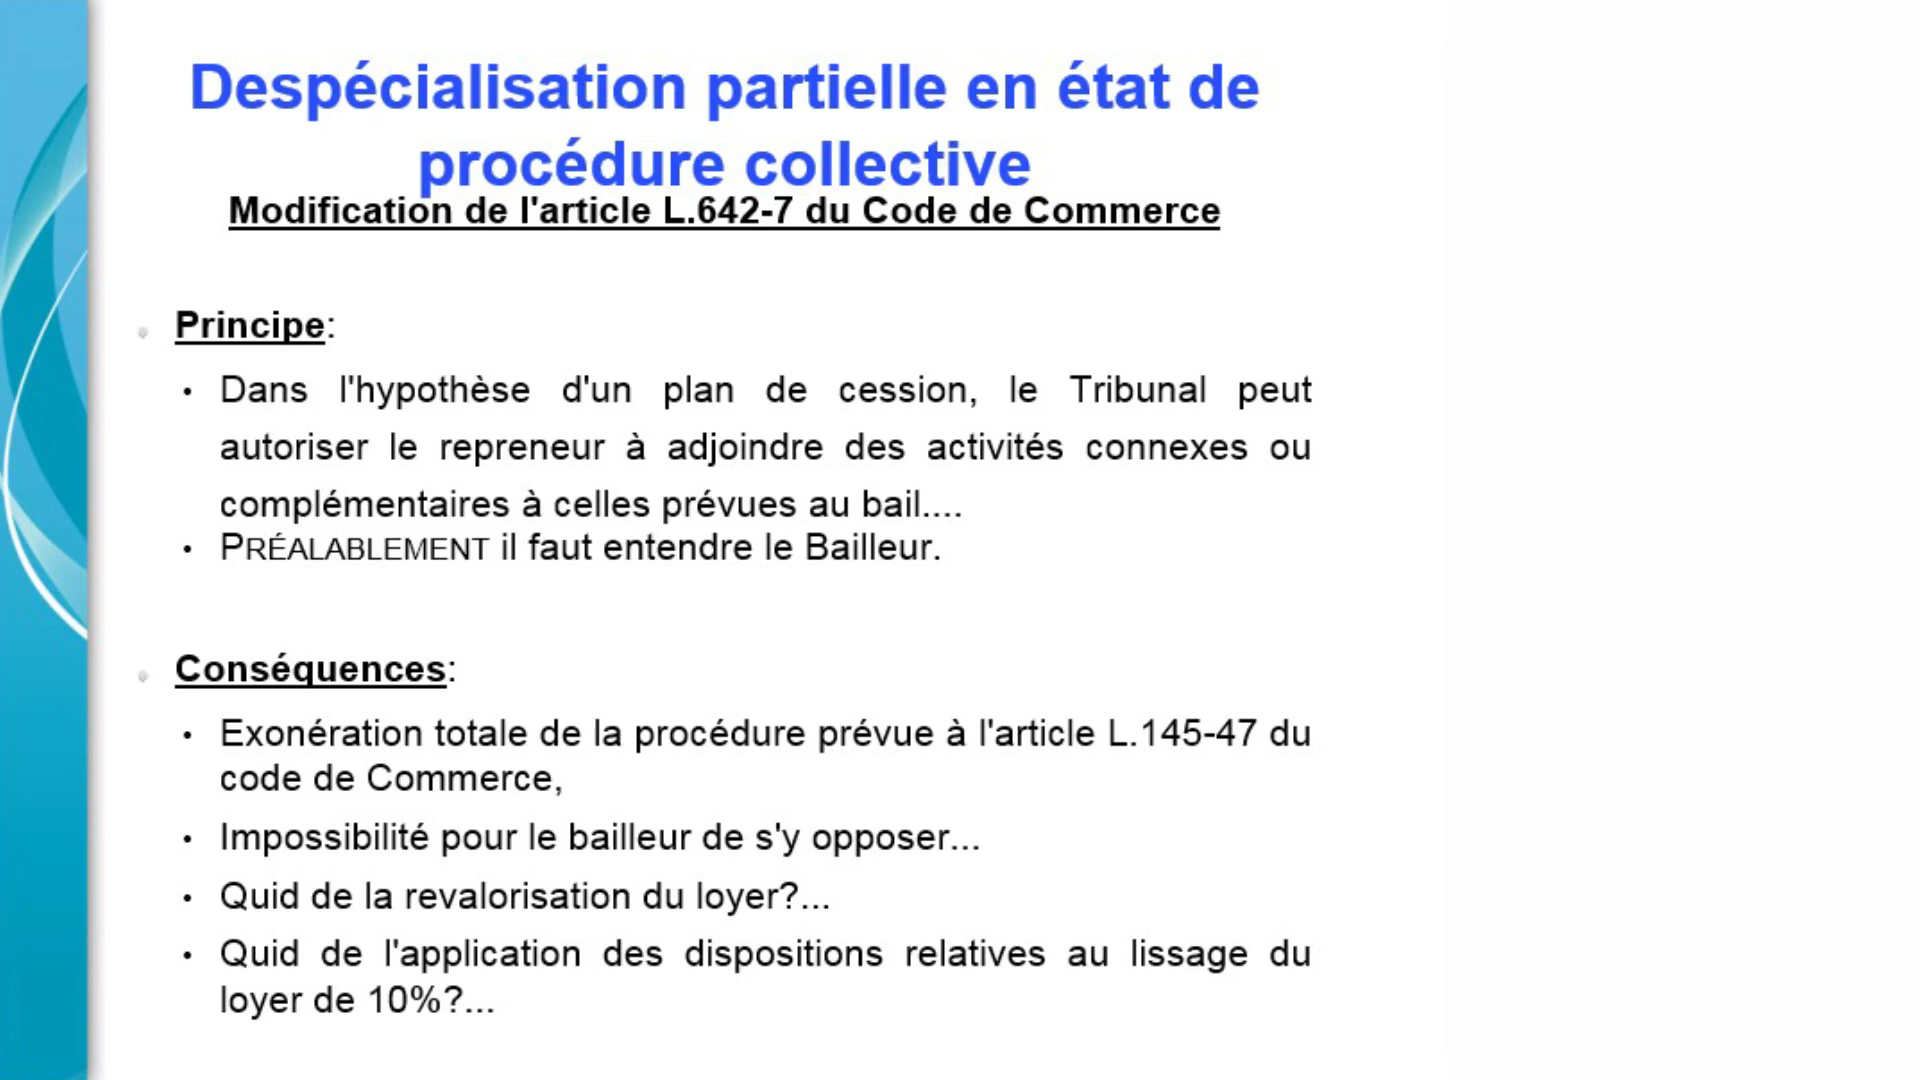 Despécialisation partielle en état de
procédure collective
Modification de l'article L.642-7 du Code de Commerce
Principe:
• Dans l'hypothèse d'un plan de cession, le Tribunal peut
autoriser le repreneur à adjoindre des activités connexes ou
complémentaires à celles prévues au bail....
• PRÉALABLEMENT il faut entendre le Bailleur.
Conséquences:
• Exonération totale de la procédure prévue à l'article L.145-47 du
code de Commerce,
• Impossibilité pour le bailleur de s'y opposer...
• Quid de la revalorisation du loyer?...
• Quid de l'application des dispositions relatives au lissage du
loyer de 10%?...